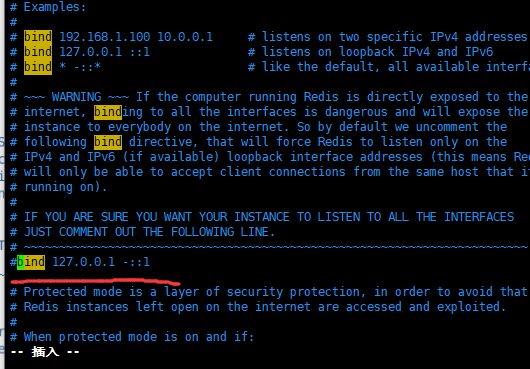 # Examples:
#
# bind 192.168.1.100 10.0.0.1     # listens on two specific IPv4 addresses
# bind 127.0.0.1 ::1              # listens on loopback IPv4 and IPv6
# bind * -::*                     # like the default, all available
#
# ~~~ WARNING ~~~ If the computer running Redis is directly exposed to the
# internet, binding to all the interfaces is dangerous and will expose the
# instance to everybody on the internet. So by default we uncomment the
# following bind directive, that will force Redis to listen only on the
# IPv4 and IPv6 (if available) loopback interface addresses (this means
# will only be able to accept client connections from the same host that it
# running on).
#
# IF YOU ARE SURE YOU WANT YOUR INSTANCE TO LISTEN TO ALL THE INTERFACES
# JUST COMMENT OUT THE FOLLOWING LINE.
# ~~~~~~~~~~~~~~~~~~~~~~~~~~~~~~~~~~~~~~~~~~~~~~~~~~~~~~~~~~~~~~~~~~~~~~~~
#bind 127.0.0.1 -::1
# Protected mode is a layer of security protection, in order to avoid that
# Redis instances left open on the internet are accessed and exploited.
#
# When protected mode is on and if:
-- 插入 --